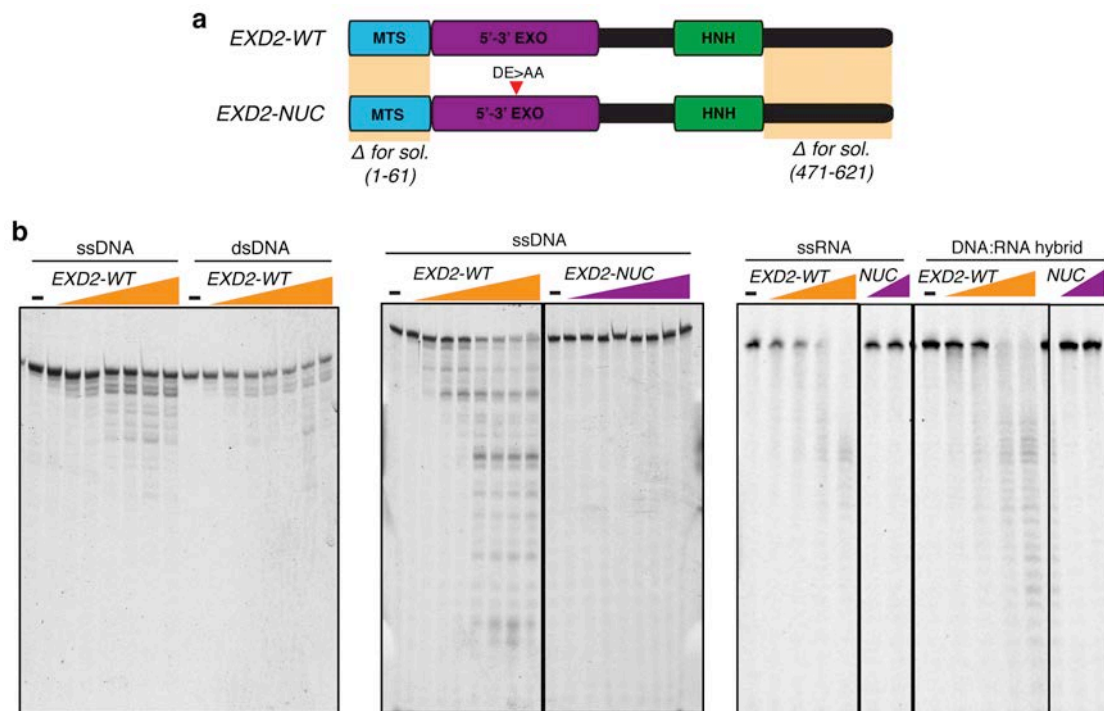 a
EXD2-WT MTS 5'-3' EXO HNH
DE>AA
EXD2-NUC MTS 5'-3' EXO HNH
Δ for sol. Δ for sol.
(1-61) (471-621)
b
ssDNA dsDNA ssDNA ssRNA DNA:RNA hybrid
EXD2-WT EXD2-WT EXD2-WT EXD2-NUC EXD2-WT NUC EXD2-WT NUC
- - - - - -